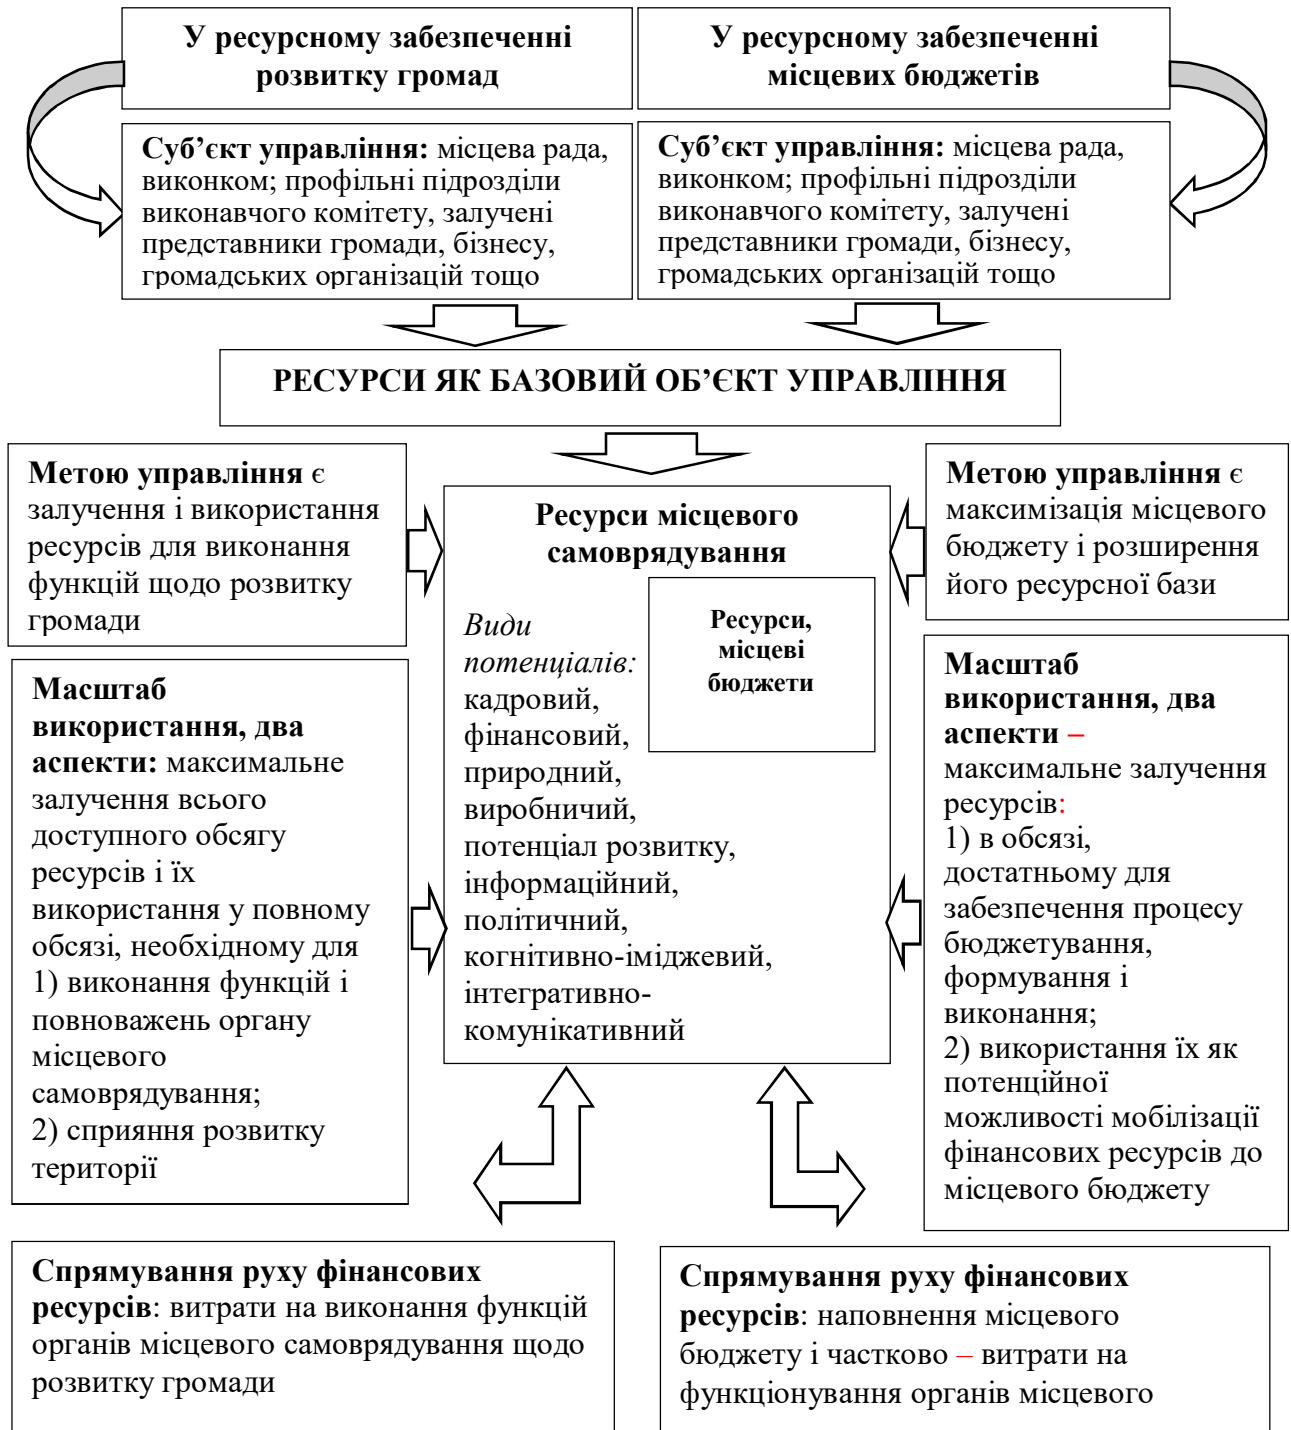 У ресурсному забезпеченні
розвитку громад
У ресурсному забезпеченні
місцевих бюджетів
Суб’єкт управління: місцева рада,
виконком; профільні підрозділи
виконавчого комітету, залучені
представники громади, бізнесу,
громадських організацій тощо
Суб’єкт управління: місцева рада,
виконком; профільні підрозділи
виконавчого комітету, залучені
представники громади, бізнесу,
громадських організацій тощо
РЕСУРСИ ЯК БАЗОВИЙ ОБ’ЄКТ УПРАВЛІННЯ
Метою управління є
залучення і використання
ресурсів для виконання
функцій щодо розвитку
громади
Масштаб
використання, два
аспекти: максимальне
залучення всього
доступного обсягу
ресурсів і їх
використання у повному
обсязі, необхідному для
1) виконання функцій і
повноважень органу
місцевого
самоврядування;
2) сприяння розвитку
території
Ресурси місцевого
самоврядування
Види
потенціалів:
кадровий,
фінансовий,
природний,
виробничий,
потенціал розвитку,
інформаційний,
політичний,
когнітивно-іміджевий,
інтегративно-
комунікативний
Ресурси,
місцеві
бюджети
Метою управління є
максимізація місцевого
бюджету і розширення
його ресурсної бази
Масштаб
використання, два
аспекти –
максимальне залучення
ресурсів:
1) в обсязі,
достатньому для
забезпечення процесу
бюджетування,
формування і
виконання;
2) використання їх як
потенційної
можливості мобілізації
фінансових ресурсів до
місцевого бюджету
Спрямування руху фінансових
ресурсів: витрати на виконання функцій
органів місцевого самоврядування щодо
розвитку громади
Спрямування руху фінансових
ресурсів: наповнення місцевого
бюджету і частково – витрати на
функціонування органів місцевого